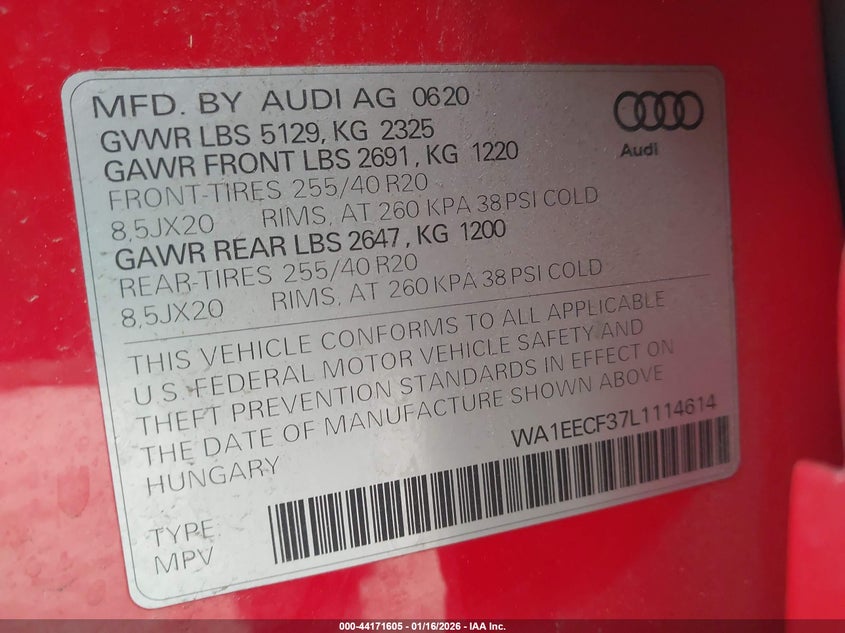 MFD. BY AUDI AG 0620
GVWR LBS 5129, KG 2325
GAWR FRONT LBS 2691, KG 1220
FRONT-TIRES 255/40 R20
8,5JX20 RIMS, AT 260 KPA 38 PSI COLD
GAWR REAR LBS 2647, KG 1200
REAR-TIRES 255/40 R20
8,5JX20 RIMS, AT 260 KPA 38 PSI COLD
Audi
THIS VEHICLE CONFORMS TO ALL APPLICABLE
U.S. FEDERAL MOTOR VEHICLE SAFETY AND
THEFT PREVENTION STANDARDS IN EFFECT ON
THE DATE OF MANUFACTURE SHOWN ABOVE
HUNGARY
WA1EECF37L1114614
TYPE
MPV
000-44171605 - 01/16/2026 - IAA Inc.